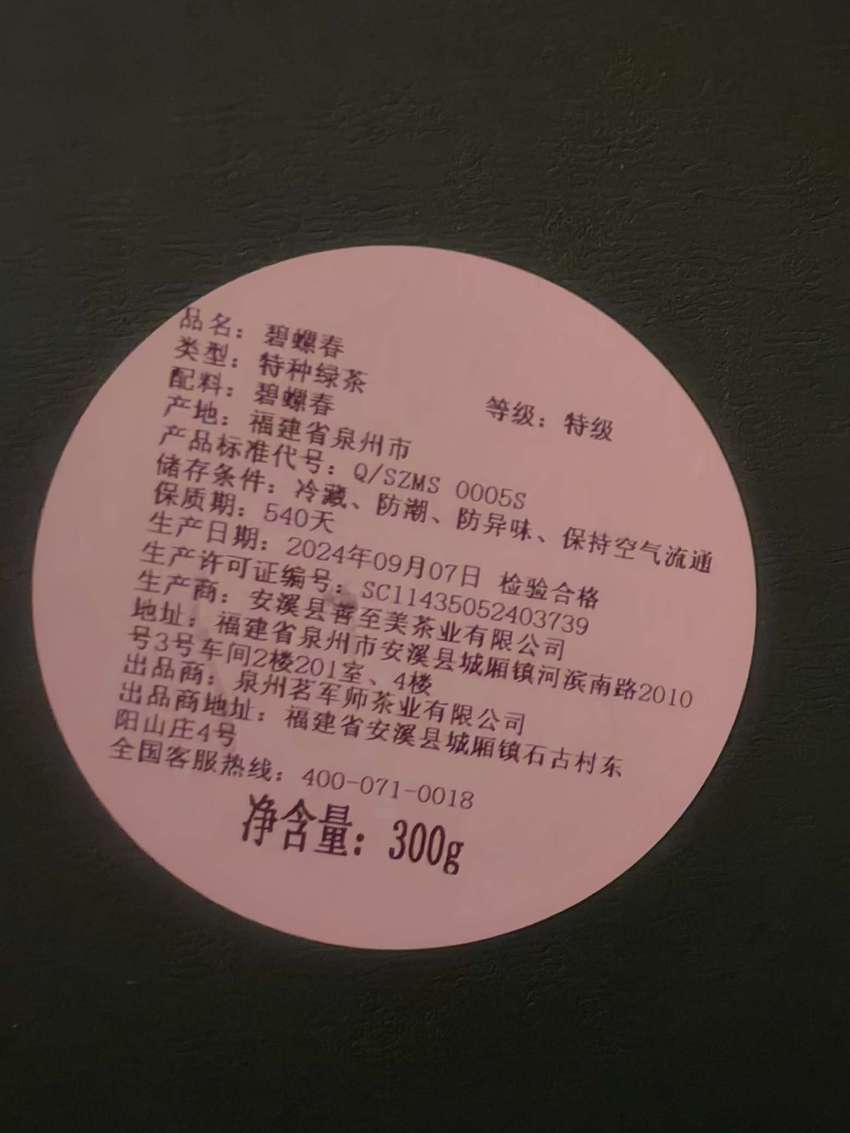 品名：碧螺春
类型：特种绿茶 等级：特级
配料：碧螺春
产地：福建省泉州市
产品标准代号：Q/SZMS 0005S
储存条件：冷藏、防潮、防异味、保持空气流通
保质期：540天
生产日期：2024年09月07日 检验合格
生产许可证编号：SC11435052403739
生产商：安溪县善至美茶业有限公司
地址：福建省泉州市安溪县城厢镇河滨南路2010
号3号车间2楼201室、4楼
出品商：泉州茗军师茶业有限公司
出品商地址：福建省安溪县城厢镇石古村东
阳山庄4号
全国客服热线：400-071-0018
净含量：300g